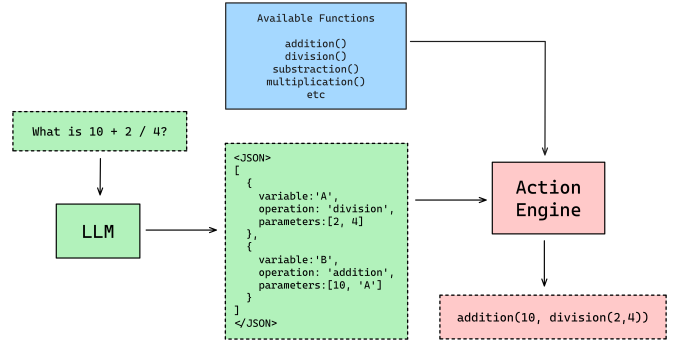 Available Functions
addition()
division()
substraction()
multiplication()
etc
What is 10 + 2 / 4?
LLM
<JSON>
[
  {
    variable:'A',
    operation: 'division',
    parameters:[2, 4]
  },
  {
    variable:'B',
    operation: 'addition',
    parameters:[10, 'A']
  }
]
</JSON>
Action
Engine
addition(10, division(2,4))